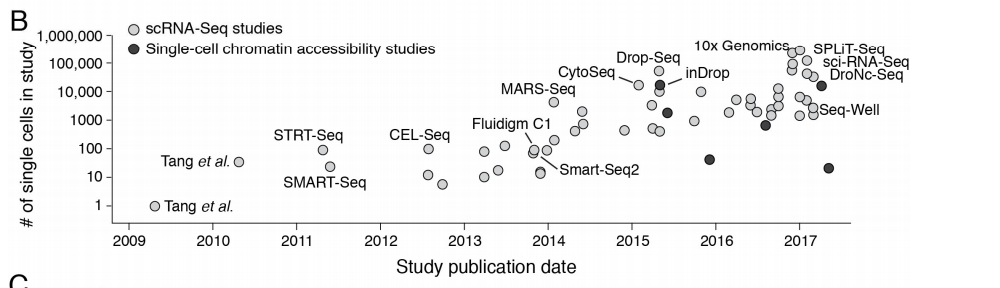 B
scRNA-Seq studies
Single-cell chromatin accessibility studies
# of single cells in study
1,000,000
100,000
10,000
1000
100
10
1
10x Genomics
SPLiT-Seq
Drop-Seq
sci-RNA-Seq
CytoSeq
inDrop
DroNc-Seq
MARS-Seq
Seq-Well
Fluidigm C1
STRT-Seq
CEL-Seq
Tang et al.
Smart-Seq2
SMART-Seq
Tang et al.
2009 2010 2011 2012 2013 2014 2015 2016 2017
Study publication date